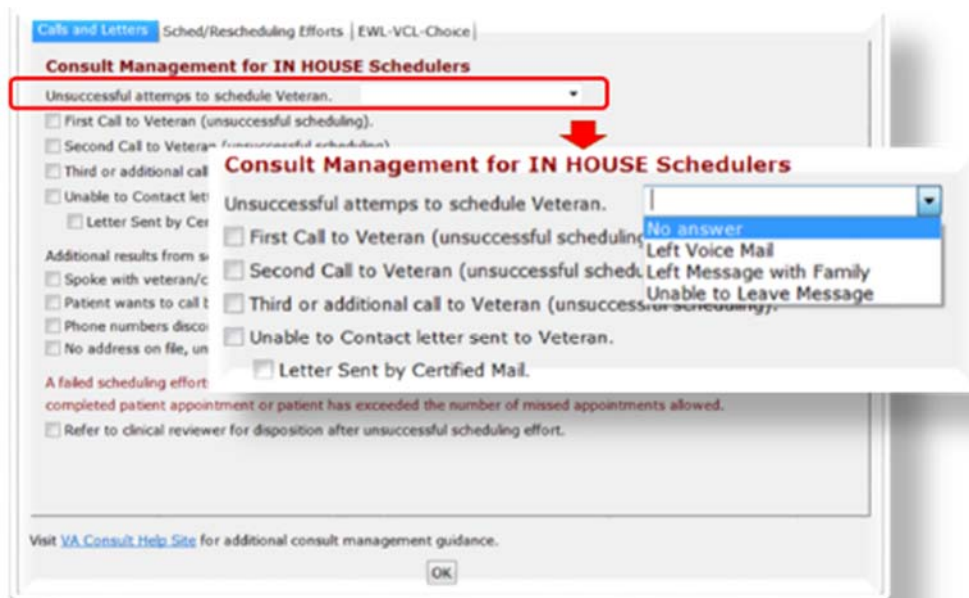 Calls and Letters Sched/Rescheduling Efforts EWL-VCL-Choice
Consult Management for IN HOUSE Schedulers
Unsuccessful attemps to schedule Veteran.
First Call to Veteran (unsuccessful scheduling).
Second Call to Veteran (unsuccessful scheduling)
Third or additional call
Unable to Contact
Letter Sent by
Additional results from
Spoke with
Patient wants to call
Phone numbers
No address on file,
A failed scheduling
completed patient appointment or patient has exceeded the number of missed appointments allowed.
Refer to clinical reviewer for disposition after unsuccessful scheduling effort.
Visit VA Consult Help Site for additional consult management guidance.
OK
Consult Management for IN HOUSE Schedulers
Unsuccessful attemps to schedule Veteran.
No answer
Left Voice Mail
Left Message with Family
Unable to Leave Message
First Call to Veteran (unsuccessful scheduling
Second Call to Veteran (unsuccessful
Third or additional call to Veteran (unsuccessful scheduling).
Unable to Contact letter sent to Veteran.
Letter Sent by Certified Mail.